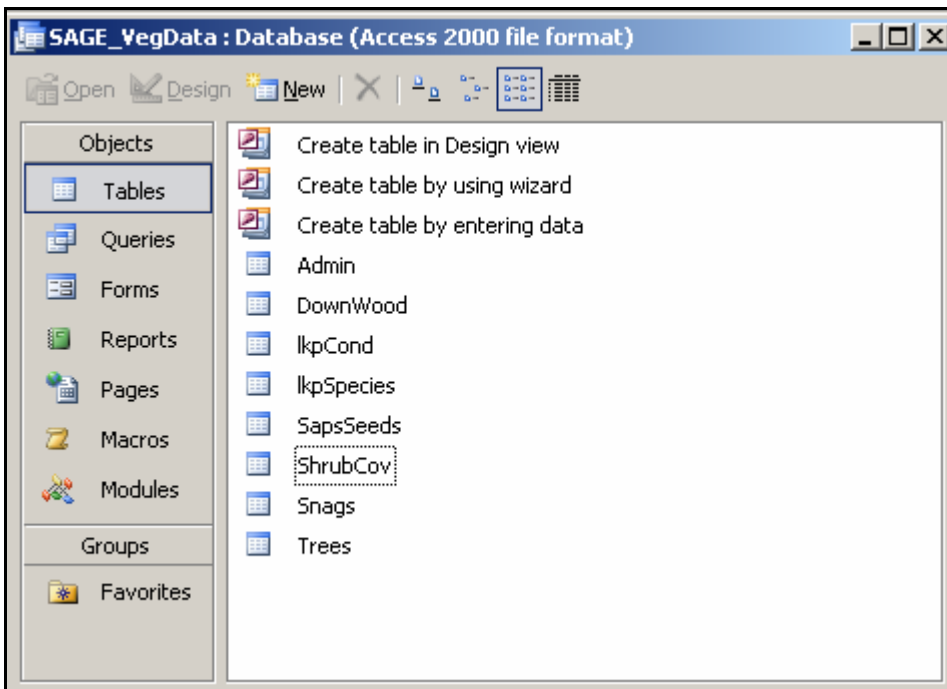 SAGE_VegData : Database (Access 2000 file format)
Open Design New
Objects
Tables
Queries
Forms
Reports
Pages
Macros
Modules
Groups
Favorites
Create table in Design view
Create table by using wizard
Create table by entering data
Admin
DownWood
lkpCond
lkpSpecies
SapsSeeds
ShrubCov
Snags
Trees